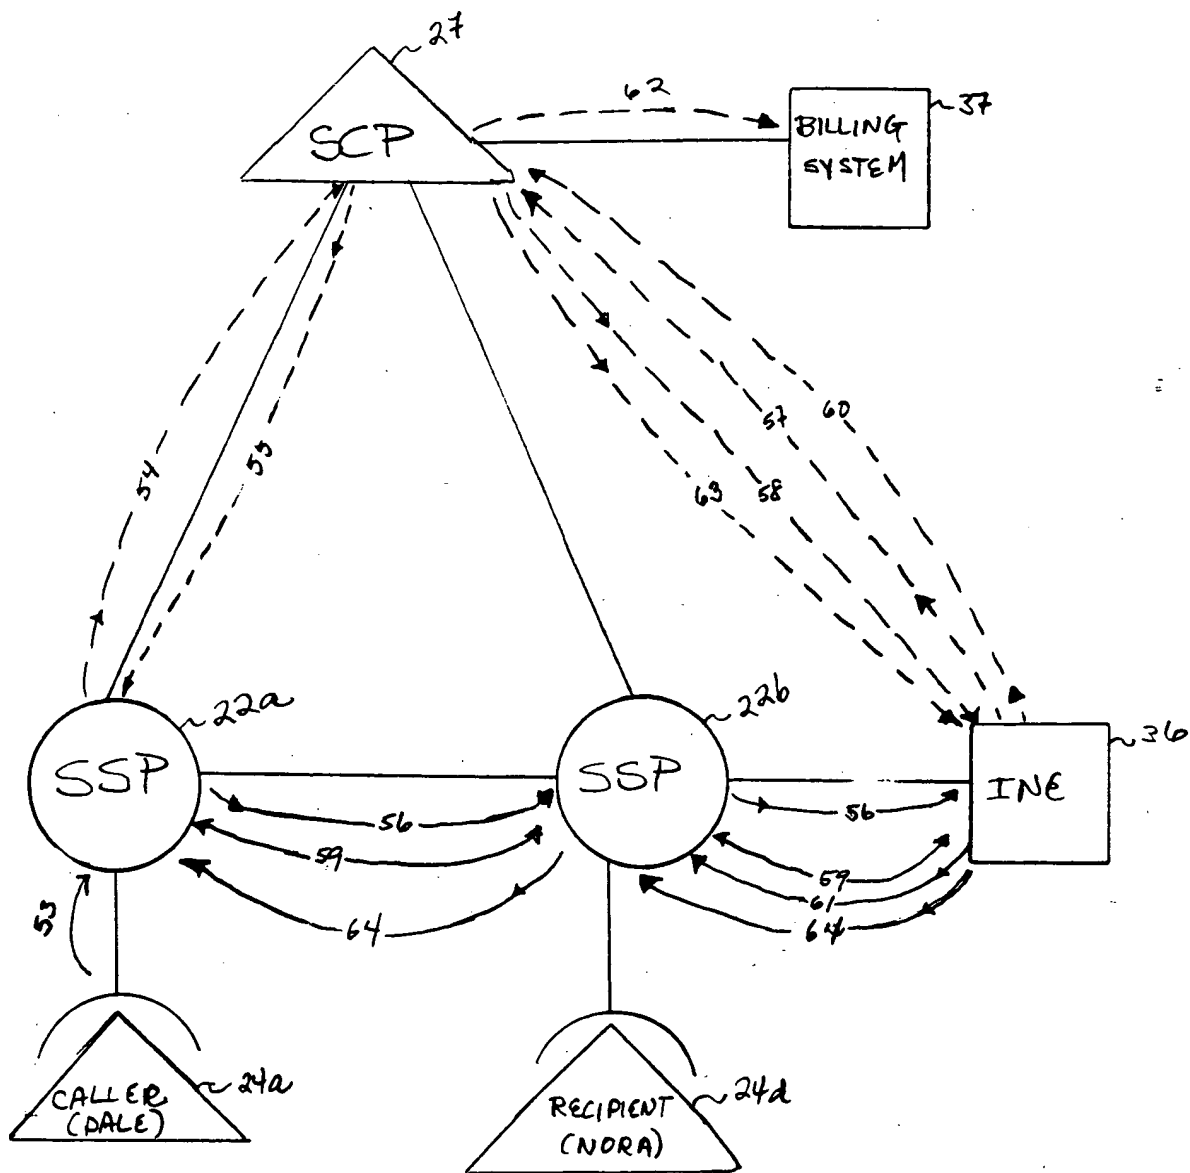 27
SCP
62
BILLING
SYSTEM
37
54
55
57
60
63
58
22a
SSP
22b
SSP
36
INE
56
56
59
59
61
64
64
53
CALLER
(DALE)
24a
RECIPIENT
(NORA)
24d